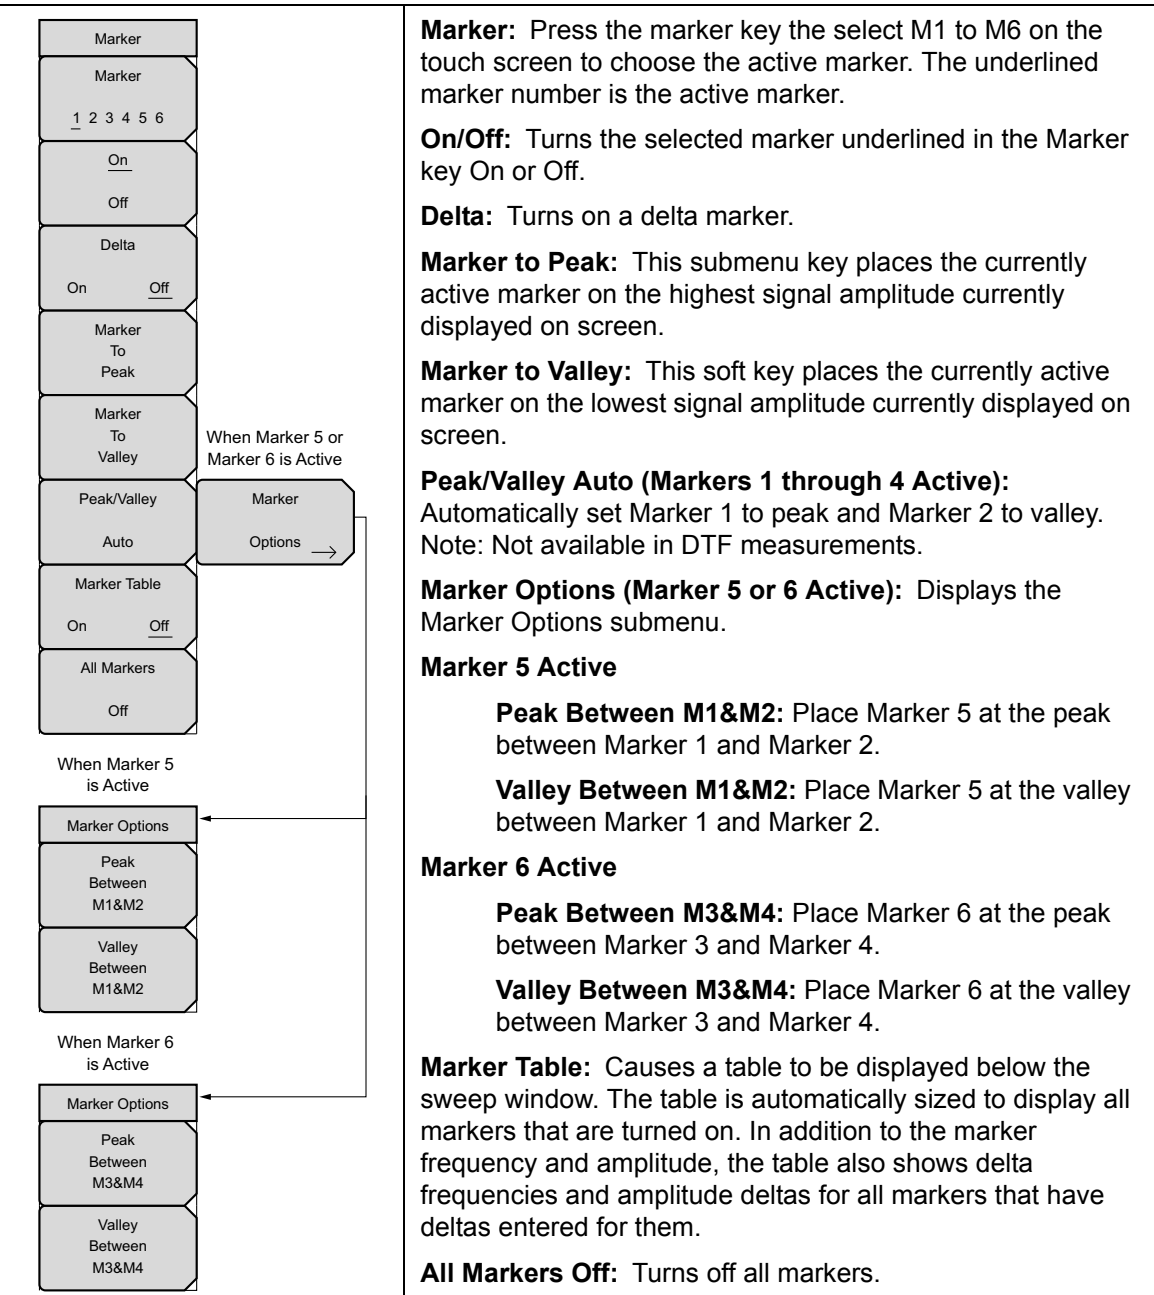 Marker
Marker
1 2 3 4 5 6
On
Off
Delta
On Off
Marker
To
Peak
Marker
To
Valley
When Marker 5 or
Marker 6 is Active
Peak/Valley
Auto
Marker
Options
Marker Table
On Off
All Markers
Off
When Marker 5
is Active
Marker Options
Peak
Between
M1&M2
Valley
Between
M1&M2
When Marker 6
is Active
Marker Options
Peak
Between
M3&M4
Valley
Between
M3&M4
Marker: Press the marker key the select M1 to M6 on the
touch screen to choose the active marker. The underlined
marker number is the active marker.
On/Off: Turns the selected marker underlined in the Marker
key On or Off.
Delta: Turns on a delta marker.
Marker to Peak: This submenu key places the currently
active marker on the highest signal amplitude currently
displayed on screen.
Marker to Valley: This soft key places the currently active
marker on the lowest signal amplitude currently displayed on
screen.
Peak/Valley Auto (Markers 1 through 4 Active):
Automatically set Marker 1 to peak and Marker 2 to valley.
Note: Not available in DTF measurements.
Marker Options (Marker 5 or 6 Active): Displays the
Marker Options submenu.
Marker 5 Active
Peak Between M1&M2: Place Marker 5 at the peak
between Marker 1 and Marker 2.
Valley Between M1&M2: Place Marker 5 at the valley
between Marker 1 and Marker 2.
Marker 6 Active
Peak Between M3&M4: Place Marker 6 at the peak
between Marker 3 and Marker 4.
Valley Between M3&M4: Place Marker 6 at the valley
between Marker 3 and Marker 4.
Marker Table: Causes a table to be displayed below the
sweep window. The table is automatically sized to display all
markers that are turned on. In addition to the marker
frequency and amplitude, the table also shows delta
frequencies and amplitude deltas for all markers that have
deltas entered for them.
All Markers Off: Turns off all markers.